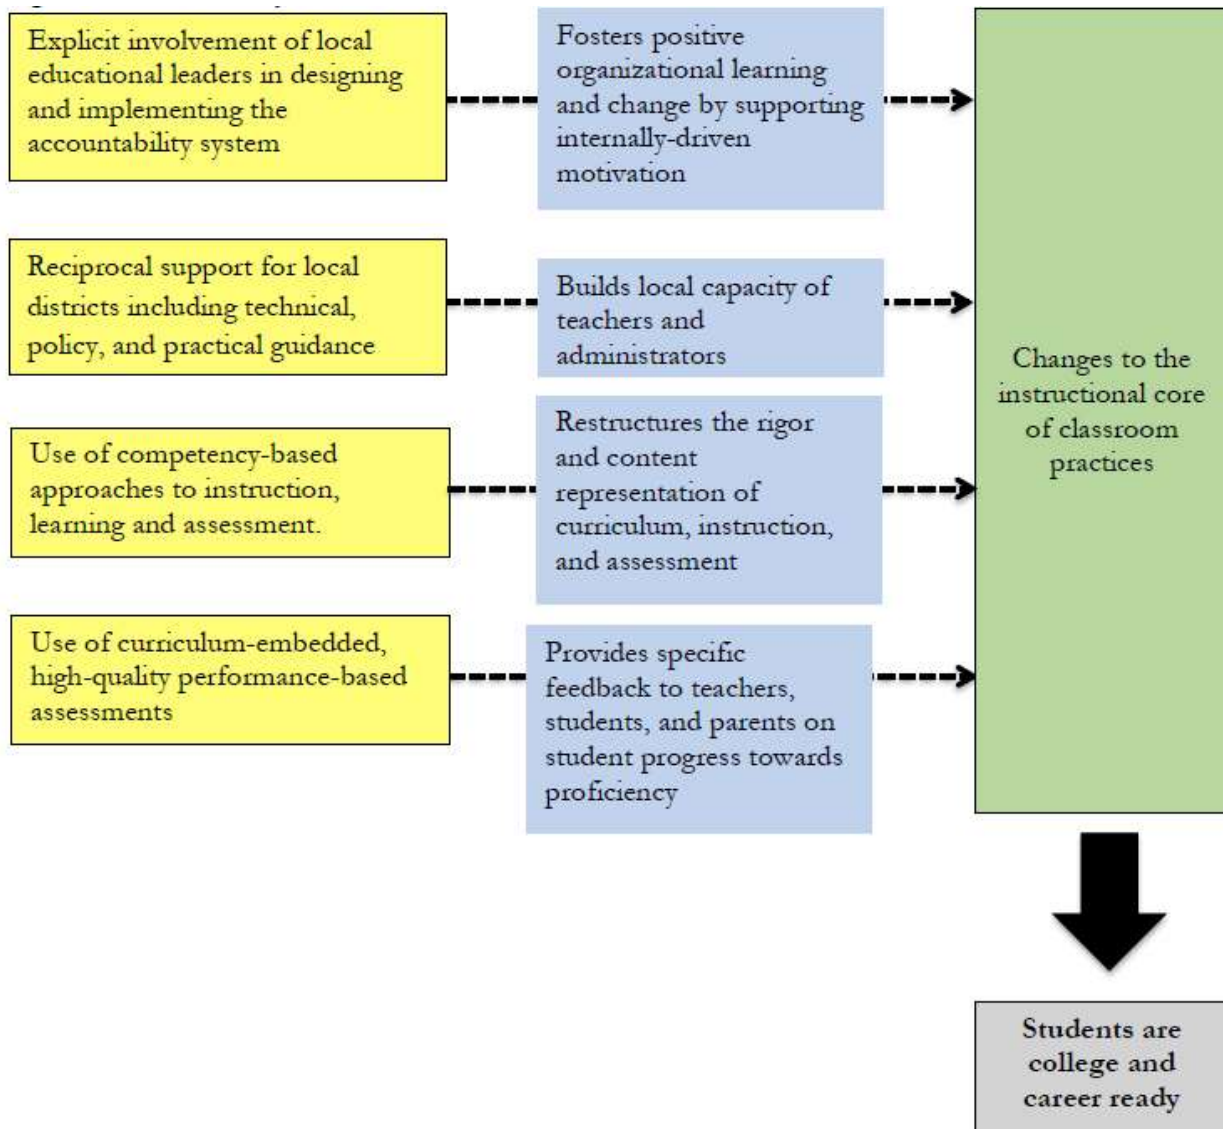 Explicit involvement of local
educational leaders in designing
and implementing the
accountability system
Fosters positive
organizational learning
and change by supporting
internally-driven
motivation
Reciprocal support for local
districts including technical,
policy, and practical guidance
Builds local capacity of
teachers and
administrators
Use of competency-based
approaches to instruction,
learning and assessment.
Restructures the rigor
and content
representation of
curriculum, instruction,
and assessment
Use of curriculum-embedded,
high-quality performance-based
assessments
Provides specific
feedback to teachers,
students, and parents on
student progress towards
proficiency
Changes to the
instructional core
of classroom
practices
Students are
college and
career ready